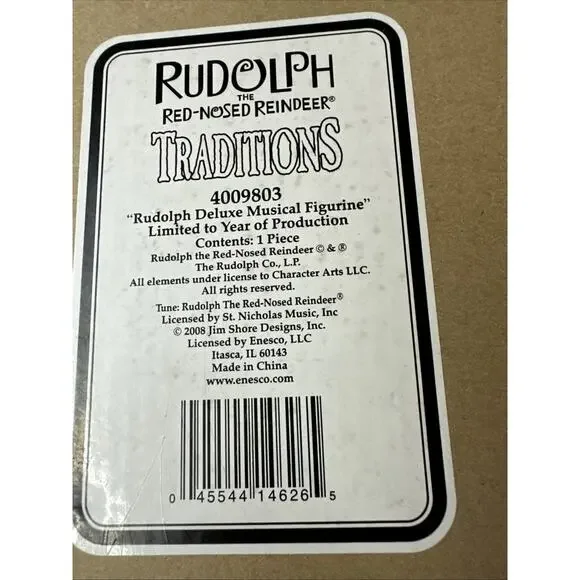 RUDOLPH
THE
RED-NOSED REINDEER®
TRADITIONS
4009803
"Rudolph Deluxe Musical Figurine"
Limited to Year of Production
Contents: 1 Piece
Rudolph the Red-Nosed Reindeer © & ®
The Rudolph Co., L.P.
All elements under license to Character Arts LLC.
All rights reserved.
Tune: Rudolph The Red-Nosed Reindeer®
Licensed by St. Nicholas Music, Inc
© 2008 Jim Shore Designs, Inc.
Licensed by Enesco, LLC
Itasca, IL 60143
Made in China
www.enesco.com
0 45544 14626 5